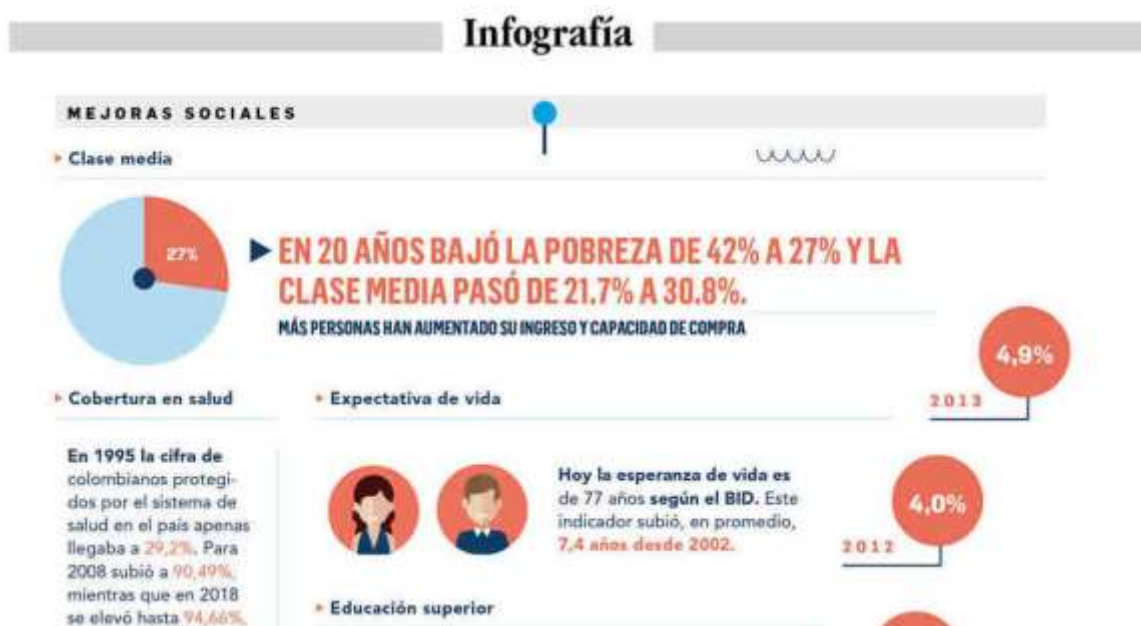 Infografía
MEJORAS SOCIALES
Clase media
27%
EN 20 AÑOS BAJÓ LA POBREZA DE 42% A 27% Y LA
CLASE MEDIA PASÓ DE 21.7% A 30.8%.
MÁS PERSONAS HAN AUMENTADO SU INGRESO Y CAPACIDAD DE COMPRA
4,9%
2013
Cobertura en salud
En 1995 la cifra de
colombianos protegi-
dos por el sistema de
salud en el país apenas
llegaba a 29,2%. Para
2008 subió a 90,49%,
mientras que en 2018
se elevó hasta 94,66%,
Expectativa de vida
Hoy la esperanza de vida es
de 77 años según el BID. Este
indicador subió, en promedio,
7,4 años desde 2002.
4,0%
2012
Educación superior